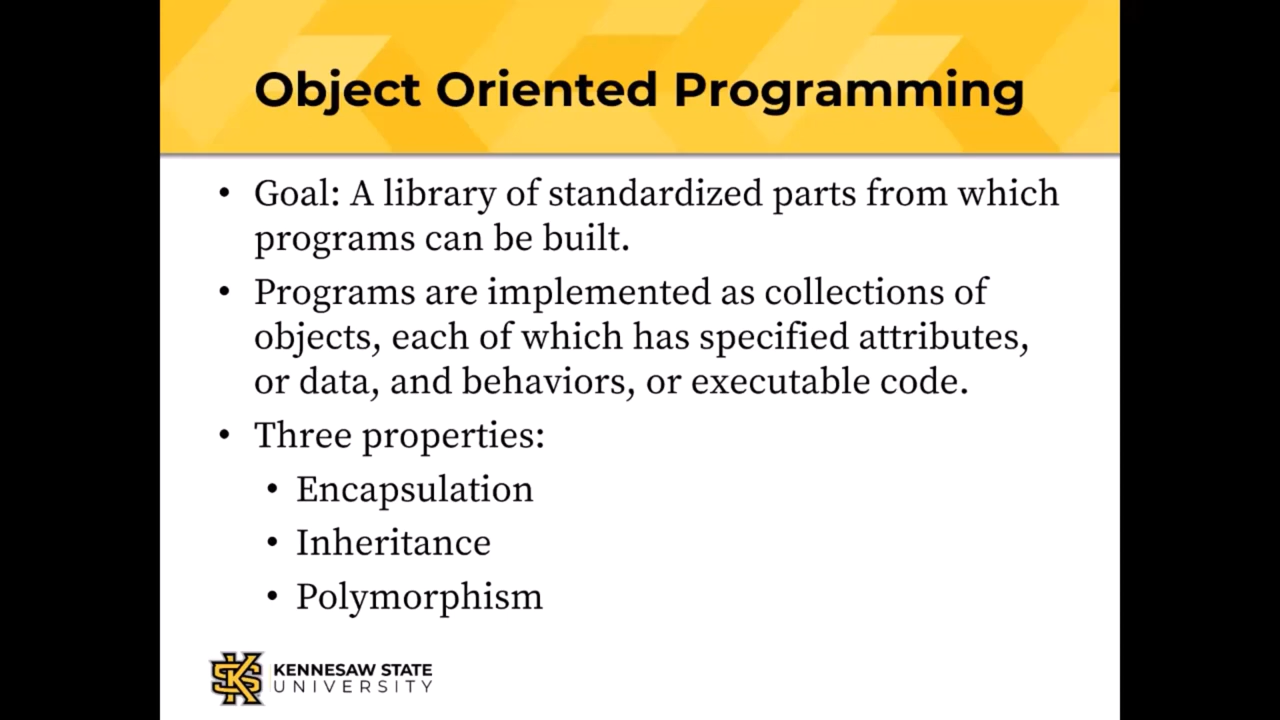 Object Oriented Programming
• Goal: A library of standardized parts from which
programs can be built.
• Programs are implemented as collections of
objects, each of which has specified attributes,
or data, and behaviors, or executable code.
• Three properties:
• Encapsulation
• Inheritance
• Polymorphism
KENNESAW STATE
UNIVERSITY